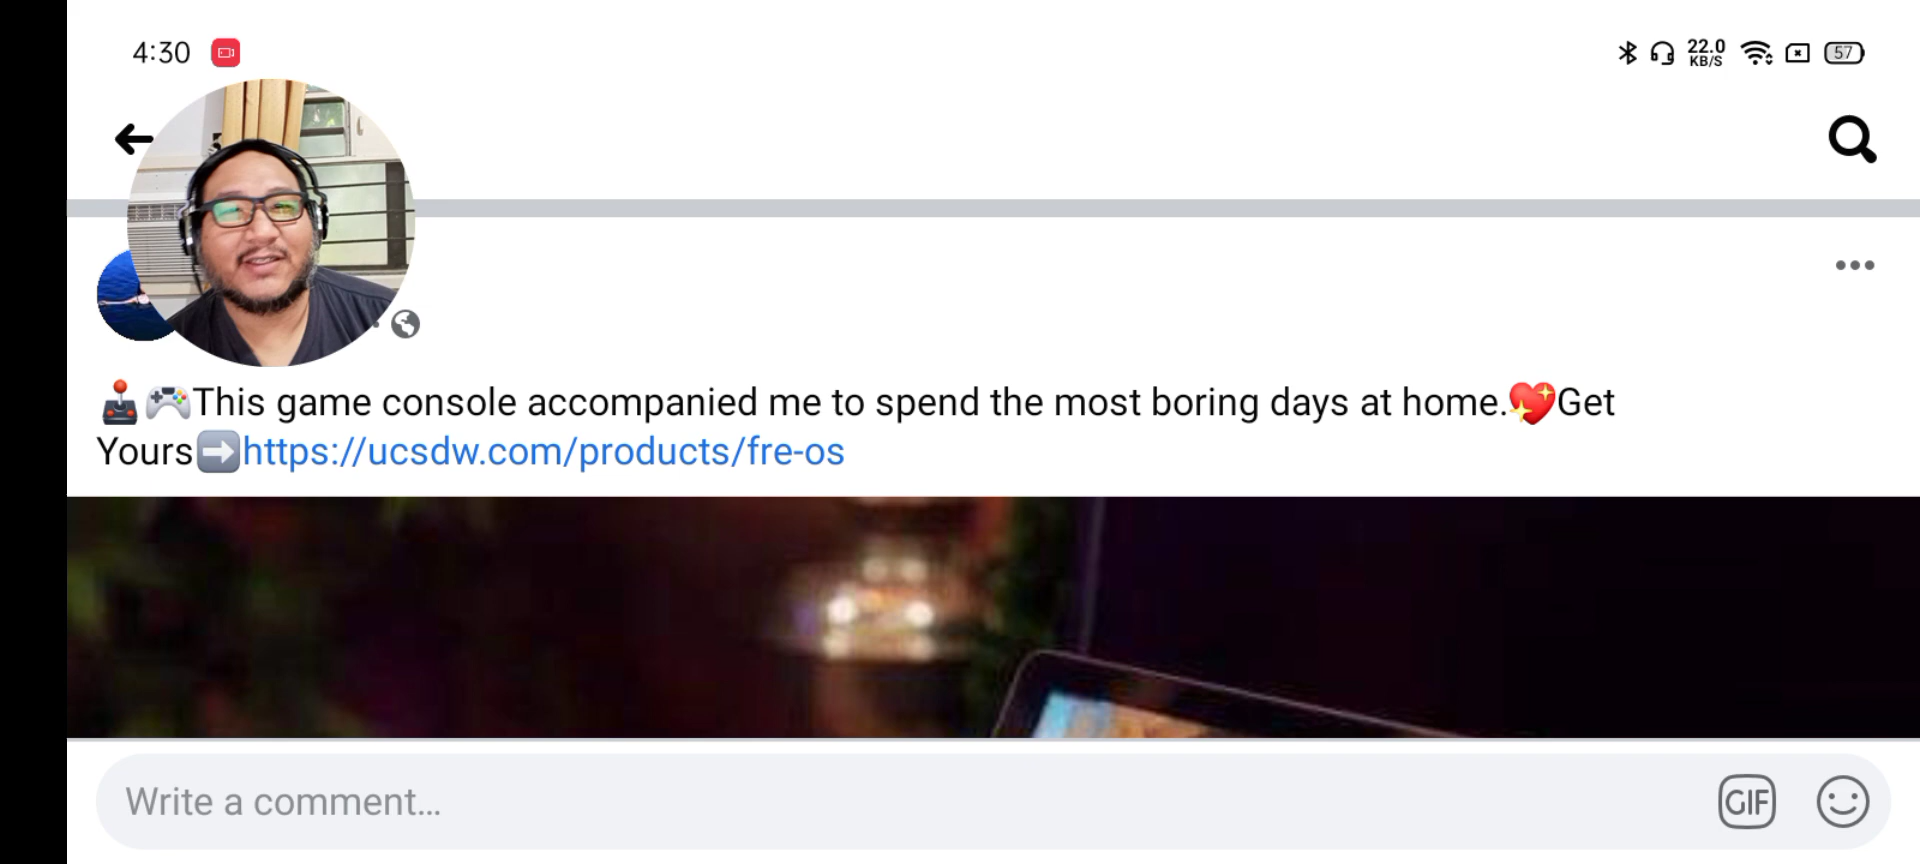 4:30
22.0
KB/S
57
🕹️🎮This game console accompanied me to spend the most boring days at home.💖Get
Yours➡️https://ucsdw.com/products/fre-os
Write a comment...
GIF